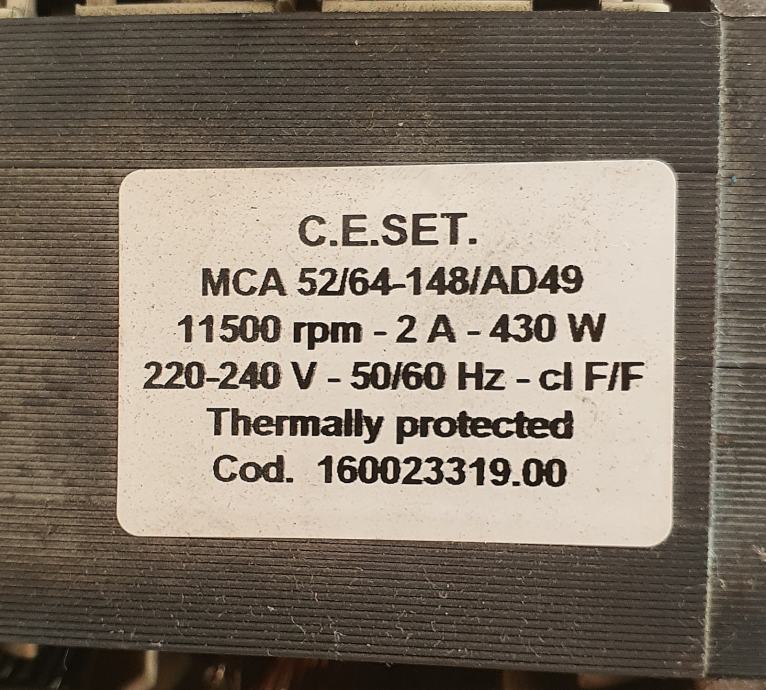 C.E.SET.
MCA 52/64-148/AD49
11500 rpm - 2 A - 430 W
220-240 V - 50/60 Hz - cl F/F
Thermally protected
Cod. 160023319.00